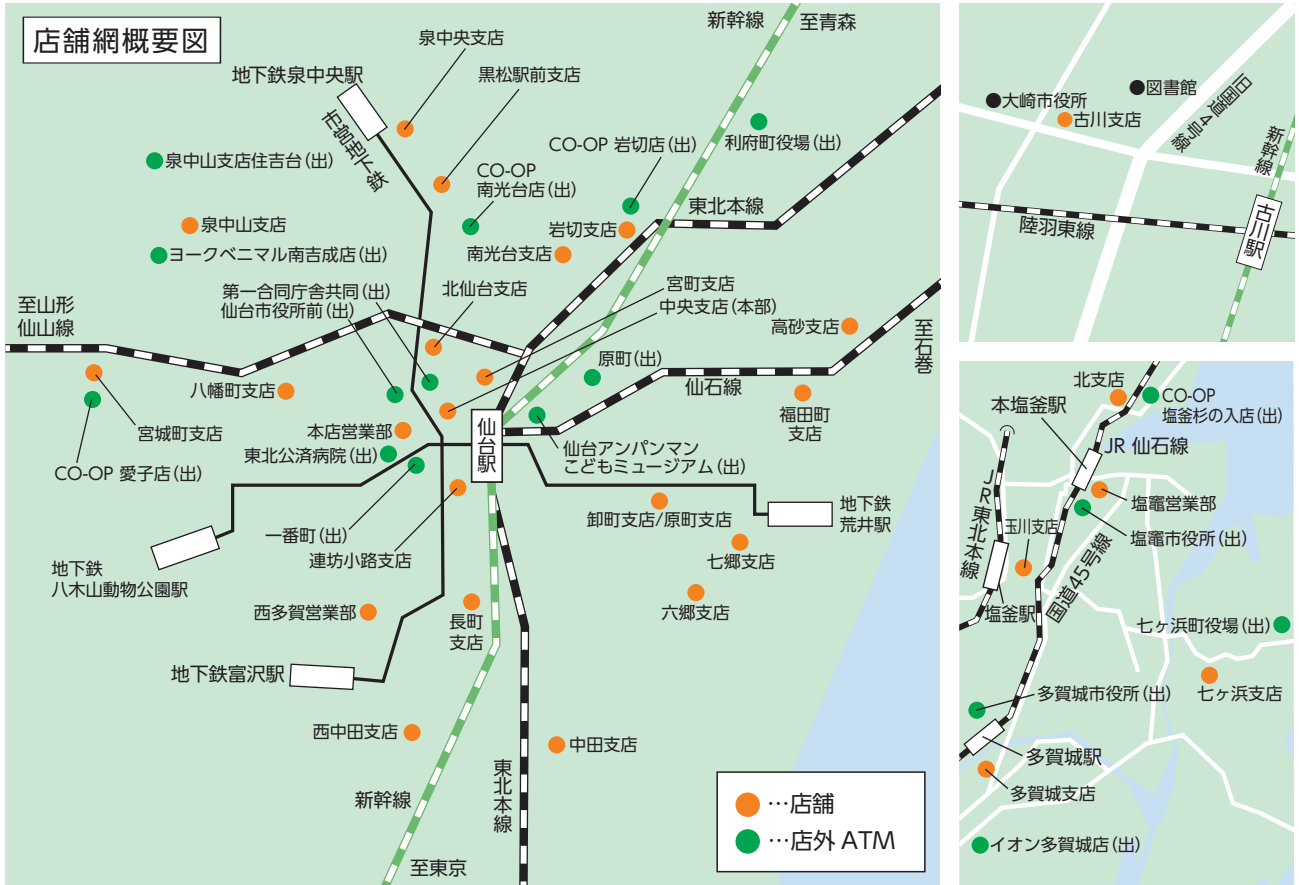 店舗網概要図
新幹線
至青森
泉中央支店
地下鉄泉中央駅
黒松駅前支店
市営地下鉄
泉中山支店住吉台(出)
CO-OP
南光台店(出)
CO-OP 岩切店(出)
利府町役場(出)
東北本線
泉中山支店
岩切支店
ヨークベニマル南吉成店(出)
南光台支店
第一合同庁舎共同(出)
仙台市役所前(出)
北仙台支店
宮町支店
中央支店(本部)
至山形
仙山線
高砂支店
至石巻
原町(出)
仙石線
八幡町支店
福田町
支店
宮城町支店
CO-OP 愛子店(出)
本店営業部
東北公済病院(出)
仙台駅
仙台アンパンマン
こどもミュージアム(出)
一番町(出)
連坊小路支店
卸町支店/原町支店
地下鉄
荒井駅
七郷支店
地下鉄
八木山動物公園駅
六郷支店
西多賀営業部
長町
支店
地下鉄富沢駅
西中田支店
中田支店
新幹線
東北本線
至東京
…店舗
…店外 ATM
図書館
大崎市役所
古川支店
旧国道4号線
新幹線
陸羽東線
古川駅
北支店
CO-OP
塩釜杉の入店(出)
本塩釜駅
JR 仙石線
JR東北本線
塩竈営業部
塩竈市役所(出)
玉川支店
国道45号線
塩釜駅
七ヶ浜町役場(出)
七ヶ浜支店
多賀城市役所(出)
多賀城駅
多賀城支店
イオン多賀城店(出)